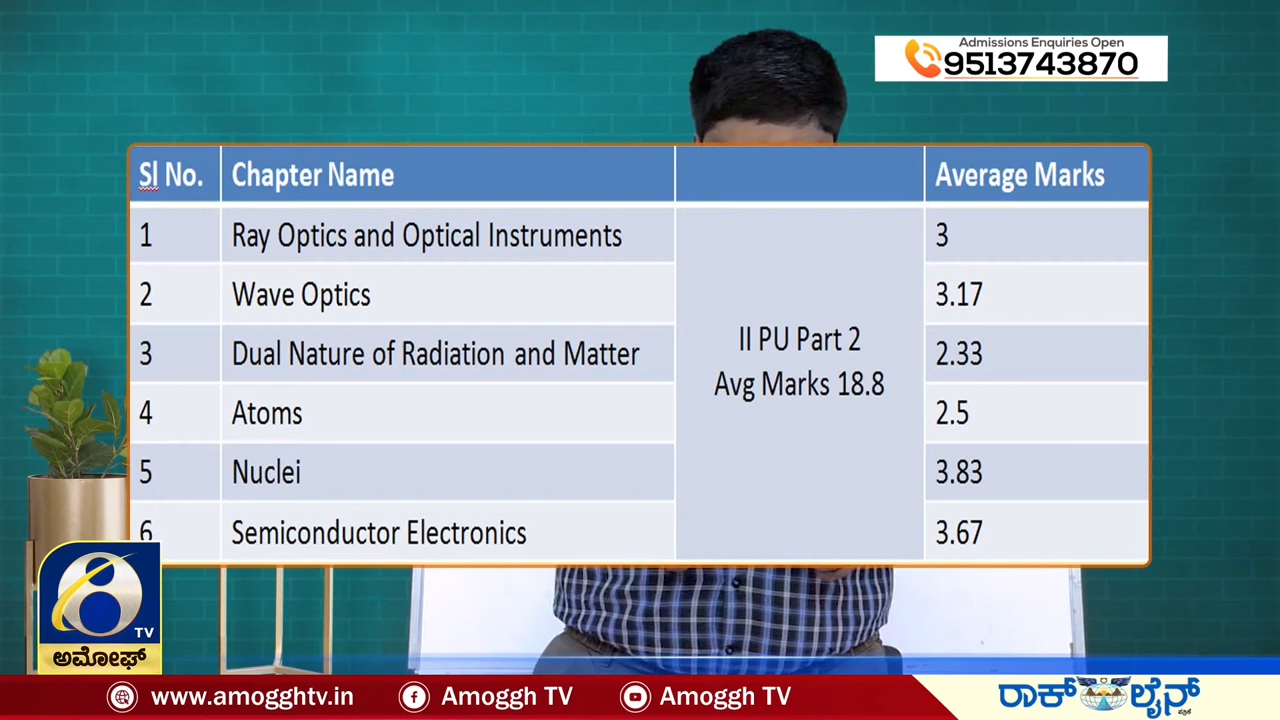 Admissions Enquiries Open
9513743870
Sl No. Chapter Name Average Marks
1 Ray Optics and Optical Instruments 3
2 Wave Optics 3.17
3 Dual Nature of Radiation and Matter 2.33
II PU Part 2
Avg Marks 18.8
4 Atoms 2.5
5 Nuclei 3.83
6 Semiconductor Electronics 3.67
TV
ಅಮೋಘ್
www.amogghtv.in Amoggh TV Amoggh TV
ರಾಕ್ ಲೈನ್
ಪತ್ರಿಕೆ